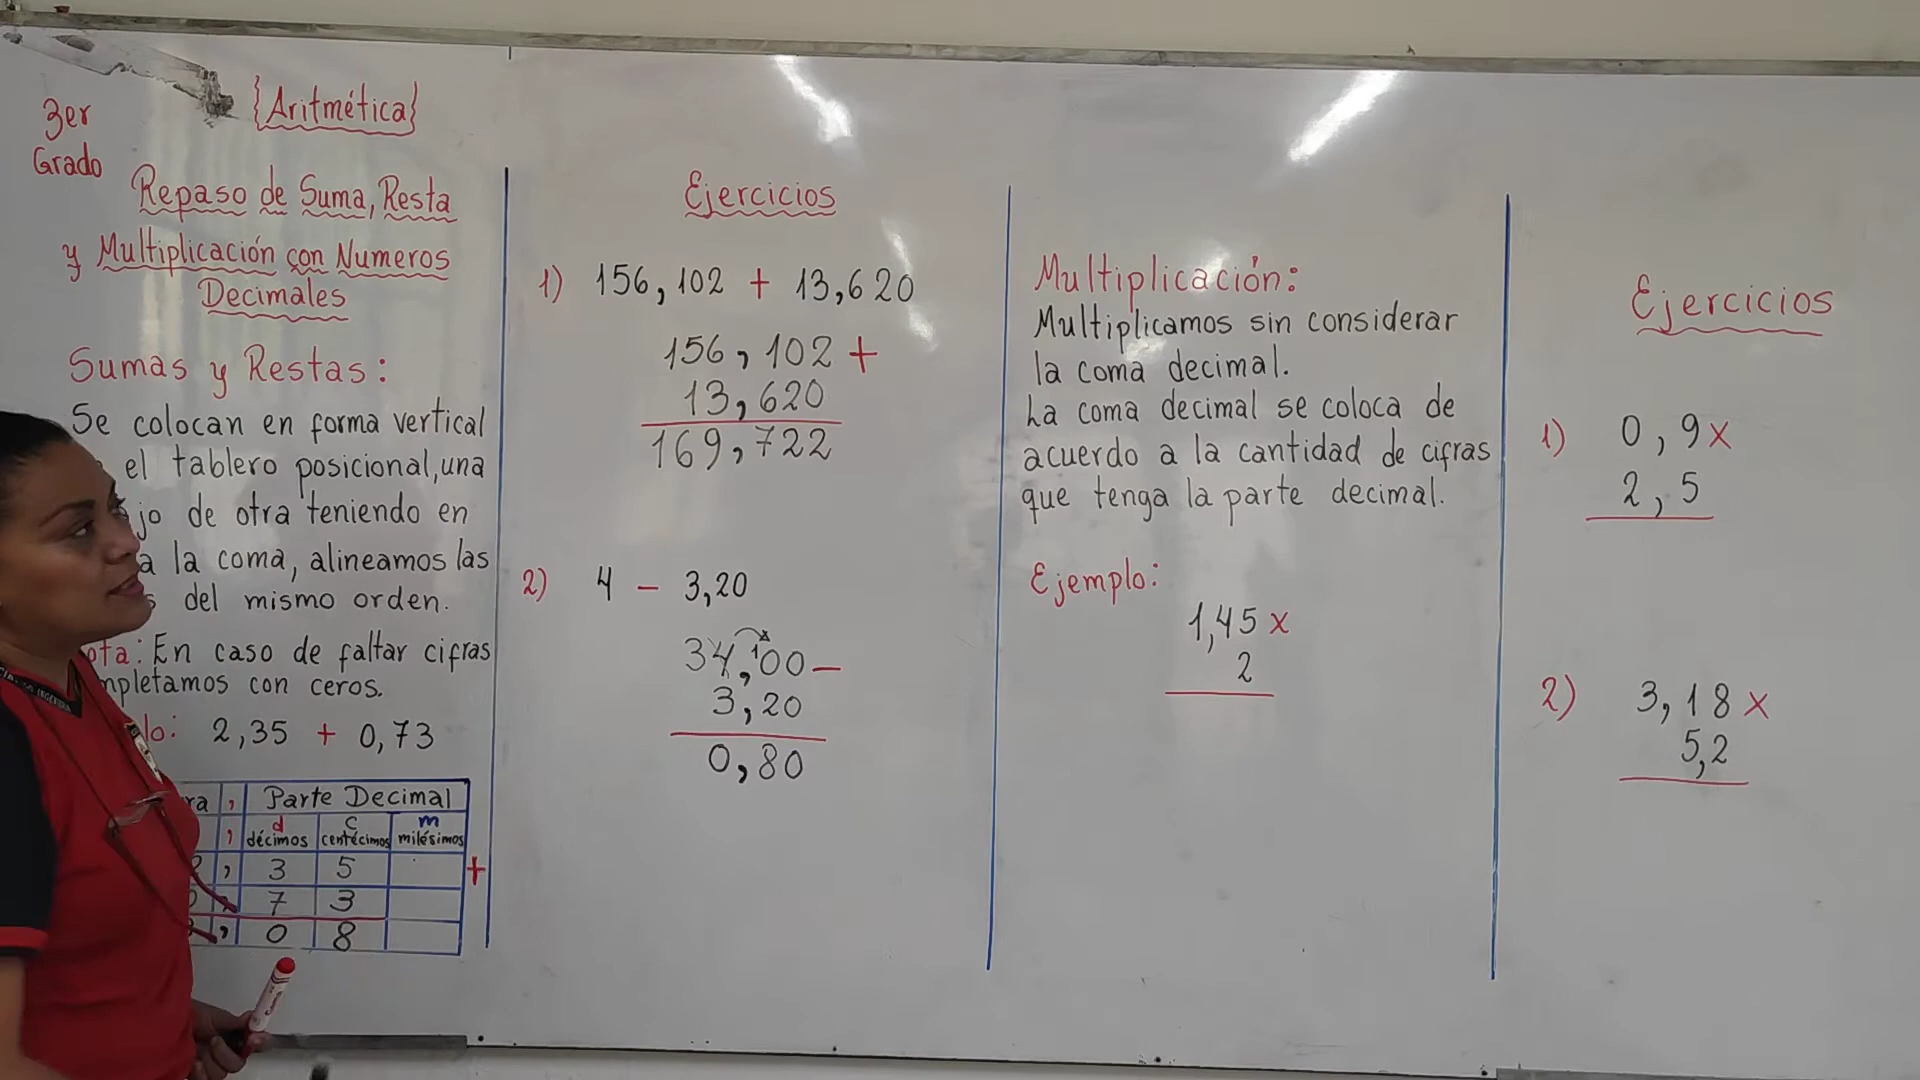 3er
Grado
{Aritmética}
Repaso de Suma, Resta
y Multiplicación con Numeros
Decimales
Sumas y Restas:
Se colocan en forma vertical
el tablero posicional, una
de otra teniendo en
la coma, alineamos las
del mismo orden.
: En caso de faltar cifras
con ceros.
2,35 + 0,73
, Parte Decimal
, d c m
décimos centécimos milésimos
, 3 5 +
, 7 3
, 0 8
Ejercicios
1) 156,102 + 13,620
156,102 +
13,620
169,722
2) 4 - 3,20
34,100 -
3,20
0,80
Multiplicación:
Multiplicamos sin considerar
la coma decimal.
La coma decimal se coloca de
acuerdo a la cantidad de cifras
que tenga la parte decimal.
Ejemplo:
1,45 x
2
Ejercicios
1) 0,9 x
2,5
2) 3,18 x
5,2